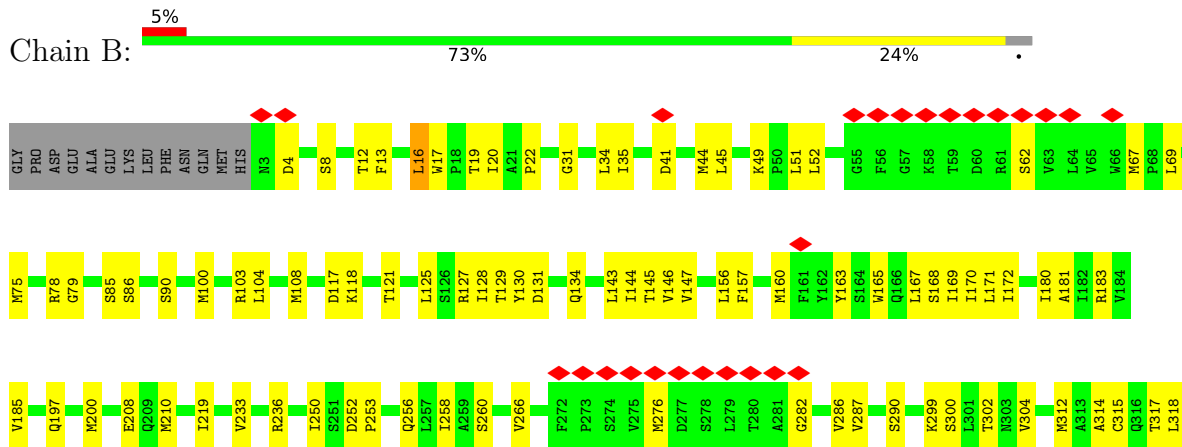 5%
Chain B:
73% 24% •
GLY PRO ASP GLU ALA GLU LYS LEU PHE ASN GLN MET HIS N3 D4 S8 T12 F13 L16 W17 P18 T19 I20 A21 P22 G31 L34 I35 D41 M44 L45 K49 P50 L51 L52 G55 F56 G57 K58 T59 D60 R61 S62 V63 L64 V65 W66 M67 P68 L69
M75 R78 G79 S85 S86 S90 M100 R103 L104 M108 D117 K118 T121 L125 S126 R127 I128 T129 Y130 D131 Q134 L143 I144 T145 V146 V147 L156 F157 M160 F161 Y162 Y163 S164 W165 Q166 L167 S168 I169 I170 L171 I172 I180 A181 I182 R183 V184
V185 Q197 M200 E208 Q209 M210 I219 V233 R236 I250 S251 D252 P253 Q256 L257 I258 A259 S260 V266 F272 P273 S274 V275 M276 D277 S278 L279 T280 A281 G282 V286 V287 S290 K299 S300 L301 T302 N303 V304 M312 A313 A314 C315 Q316 T317 L318